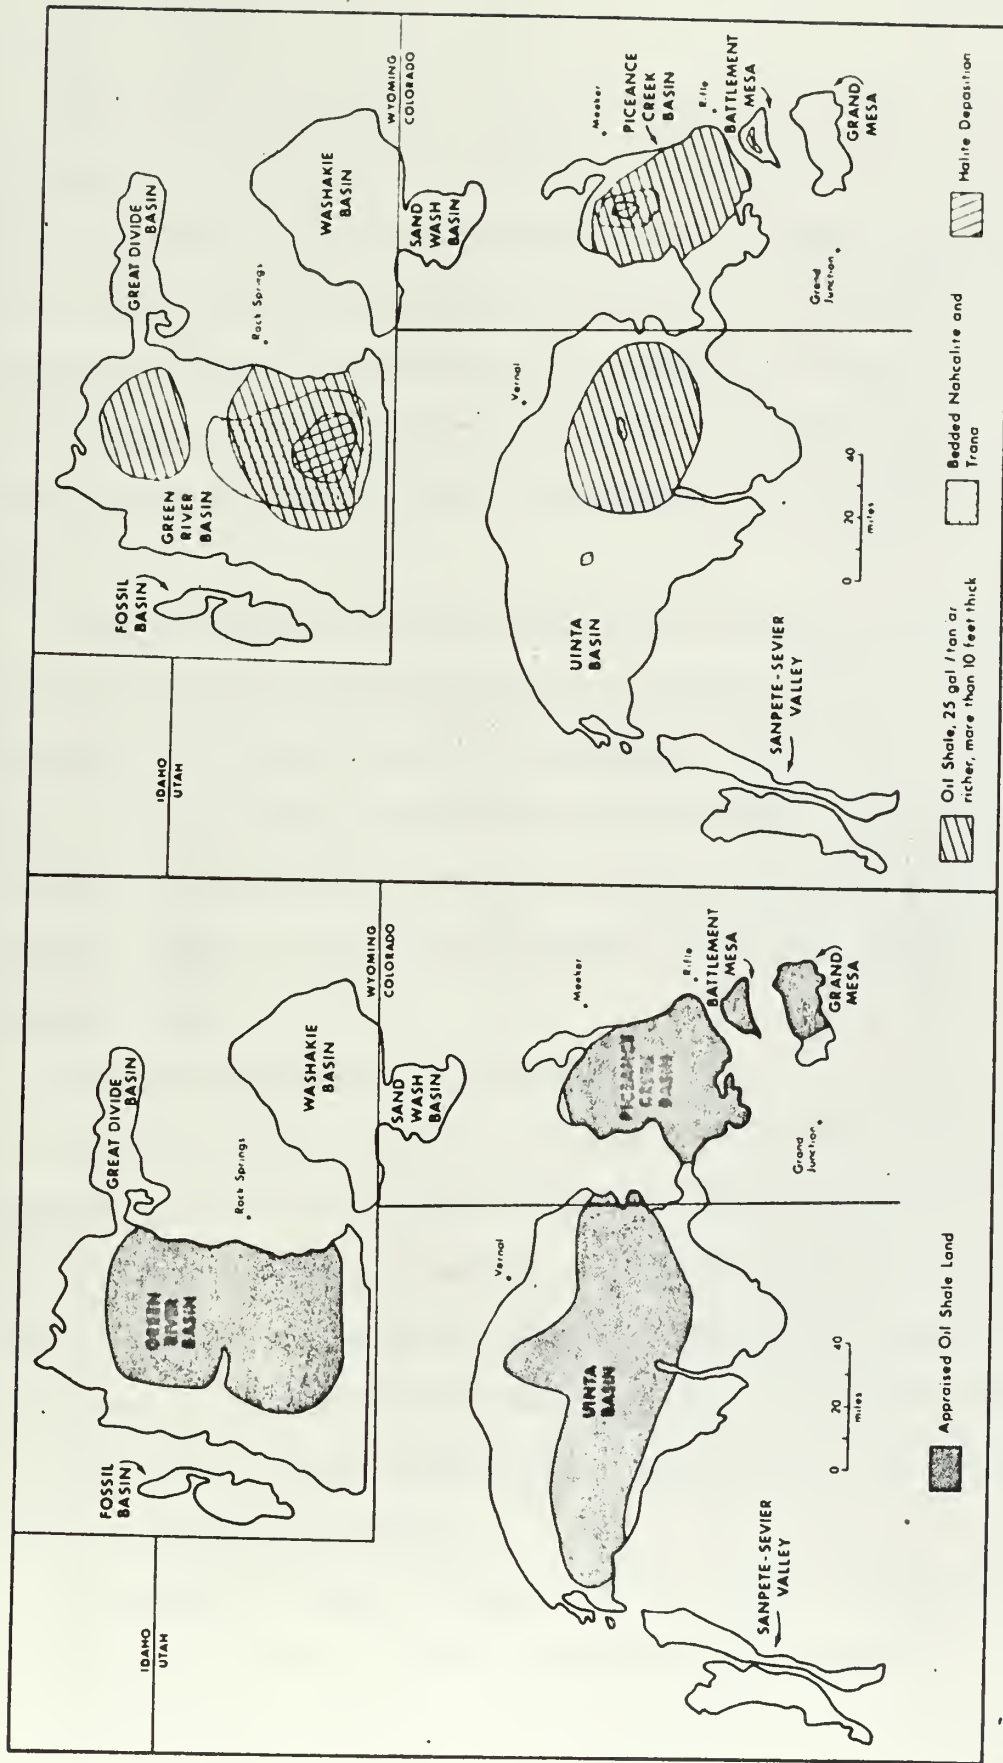 IDAHO
UTAH
FOSSIL
BASIN
GREEN
RIVER
BASIN
GREAT DIVIDE
BASIN
Rock Springs
WASHAKIE
BASIN
WYOMING
COLORADO
SAND
WASH
BASIN
Vernal
UINTA
BASIN
Meeker
PICEANCE
CREEK
BASIN
Rifle
BATTLEMENT
MESA
GRAND
MESA
Grand
Junction
SANPETE-SEVIER
VALLEY
0 20 40
miles
Appraised Oil Shale Land
IDAHO
UTAH
FOSSIL
BASIN
GREEN
RIVER
BASIN
GREAT DIVIDE
BASIN
Rock Springs
WASHAKIE
BASIN
WYOMING
COLORADO
SAND
WASH
BASIN
Vernal
UINTA
BASIN
Meeker
PICEANCE
CREEK
BASIN
Rifle
BATTLEMENT
MESA
GRAND
MESA
Grand
Junction
SANPETE-SEVIER
VALLEY
0 20 40
miles
Oil Shale, 25 gal /tan or
richer, mare than 10 feet thick
Bedded Nahcalite and
Trana
Halite Depasition